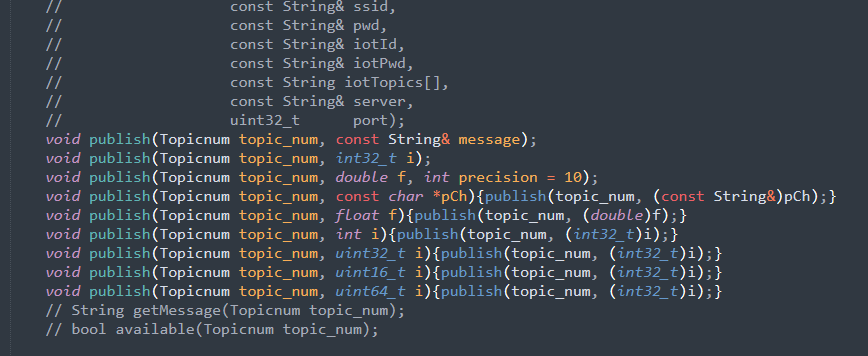 //                     const String& ssid,
//                     const String& pwd,
//                     const String& iotId,
//                     const String& iotPwd,
//                     const String iotTopics[],
//                     const String& server,
//                     uint32_t      port);
void publish(Topicnum topic_num, const String& message);
void publish(Topicnum topic_num, int32_t i);
void publish(Topicnum topic_num, double f, int precision = 10);
void publish(Topicnum topic_num, const char *pCh){publish(topic_num, (const String&)pCh);}
void publish(Topicnum topic_num, float f){publish(topic_num, (double)f);}
void publish(Topicnum topic_num, int i){publish(topic_num, (int32_t)i);}
void publish(Topicnum topic_num, uint32_t i){publish(topic_num, (int32_t)i);}
void publish(Topicnum topic_num, uint16_t i){publish(topic_num, (int32_t)i);}
void publish(Topicnum topic_num, uint64_t i){publish(topic_num, (int32_t)i);}
// String getMessage(Topicnum topic_num);
// bool available(Topicnum topic_num);